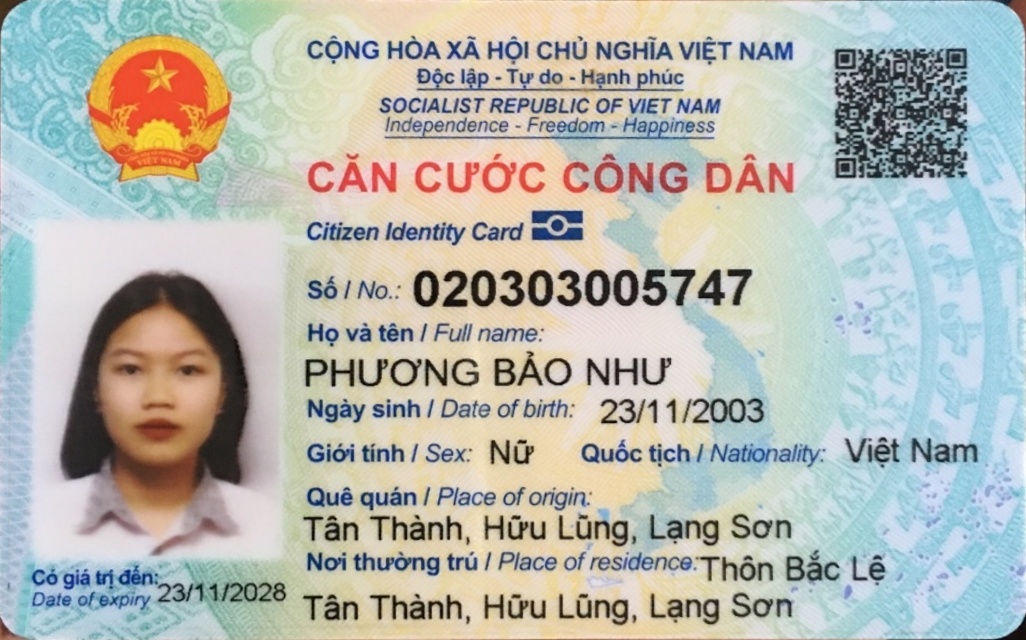 CỘNG HÒA XÃ HỘI CHỦ NGHĨA VIỆT NAM
Độc lập - Tự do - Hạnh phúc
SOCIALIST REPUBLIC OF VIET NAM
Independence - Freedom - Happiness
VIỆT NAM
CĂN CƯỚC CÔNG DÂN
Citizen Identity Card
Số / No.: 020303005747
Họ và tên / Full name:
PHƯƠNG BẢO NHƯ
Ngày sinh / Date of birth: 23/11/2003
Giới tính / Sex: Nữ Quốc tịch / Nationality: Việt Nam
Quê quán / Place of origin:
Tân Thành, Hữu Lũng, Lạng Sơn
Nơi thường trú / Place of residence: Thôn Bắc Lệ
Tân Thành, Hữu Lũng, Lạng Sơn
Có giá trị đến: 23/11/2028
Date of expiry